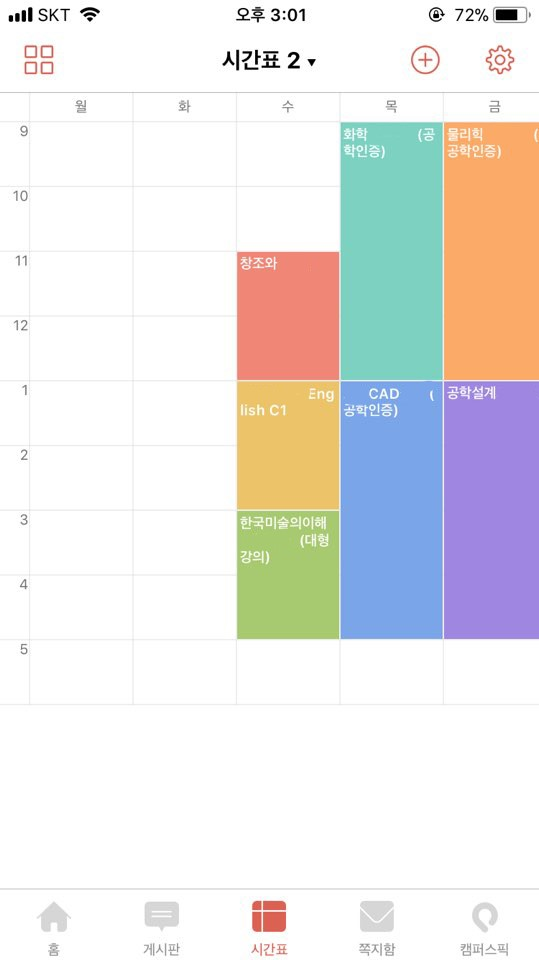 SKT 오후 3:01 72%
시간표 2 ▼
월 화 수 목 금
9
화학 (공
학인증)
물리학 (
공학인증)
10
11
창조와
12
1
Eng
lish C1
CAD (
공학인증)
공학설계
2
3
한국미술의이해
(대형
강의)
4
5
홈 게시판 시간표 쪽지함 캠퍼스픽